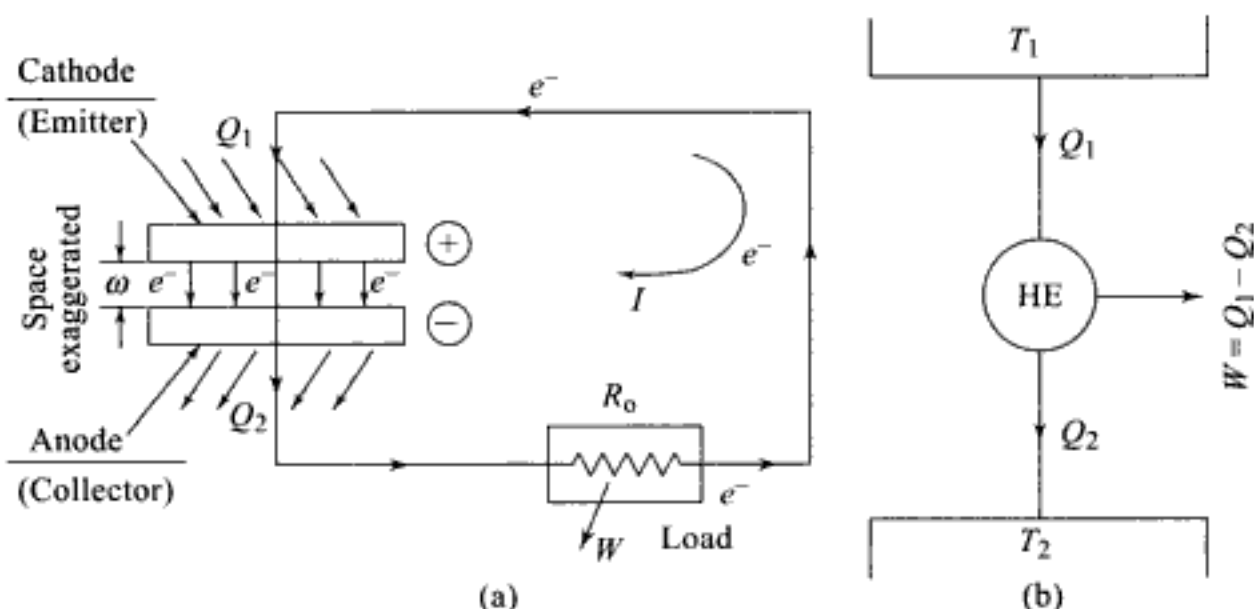 Cathode
(Emitter)
Q₁
e⁻
Space
exaggerated
ω
e⁻
e⁻
e⁻
+
−
e⁻
I
Q₂
Anode
(Collector)
Rₒ
e⁻
W
Load
(a)
T₁
Q₁
HE
W = Q₁ − Q₂
Q₂
T₂
(b)